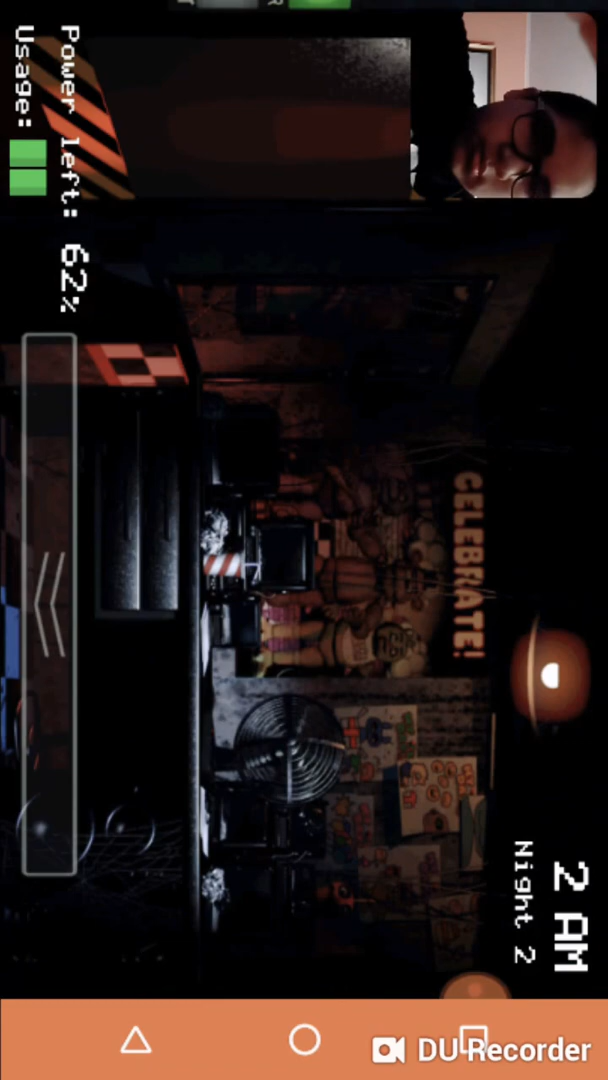 2 AM
Night 2
CELEBRATE!
Power left: 62%
Usage:
DU Recorder